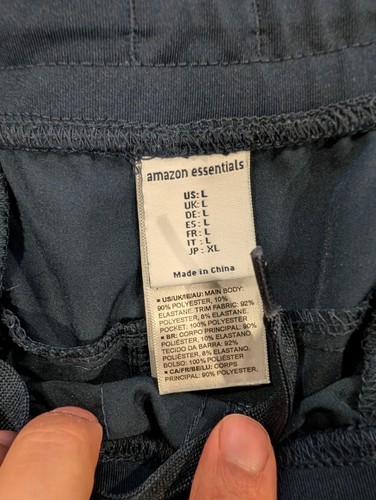 amazon essentials
US: L
UK: L
DE: L
ES: L
FR: L
IT: L
JP: XL
Made in China
■ US/UK/IE/AU: MAIN BODY:
90% POLYESTER, 10%
ELASTANE.TRIM FABRIC: 92%
POLYESTER, 8% ELASTANE.
POCKET: 100% POLYESTER
■ BR: CORPO PRINCIPAL: 90%
POLIÉSTER, 10% ELASTANO
TECIDO DA BARRA: 92%
POLIÉSTER, 8% ELASTANO
BOLSO: 100% POLIÉSTER
■ CA/FR/BE/LU: CORPS
PRINCIPAL: 90% POLYESTER,